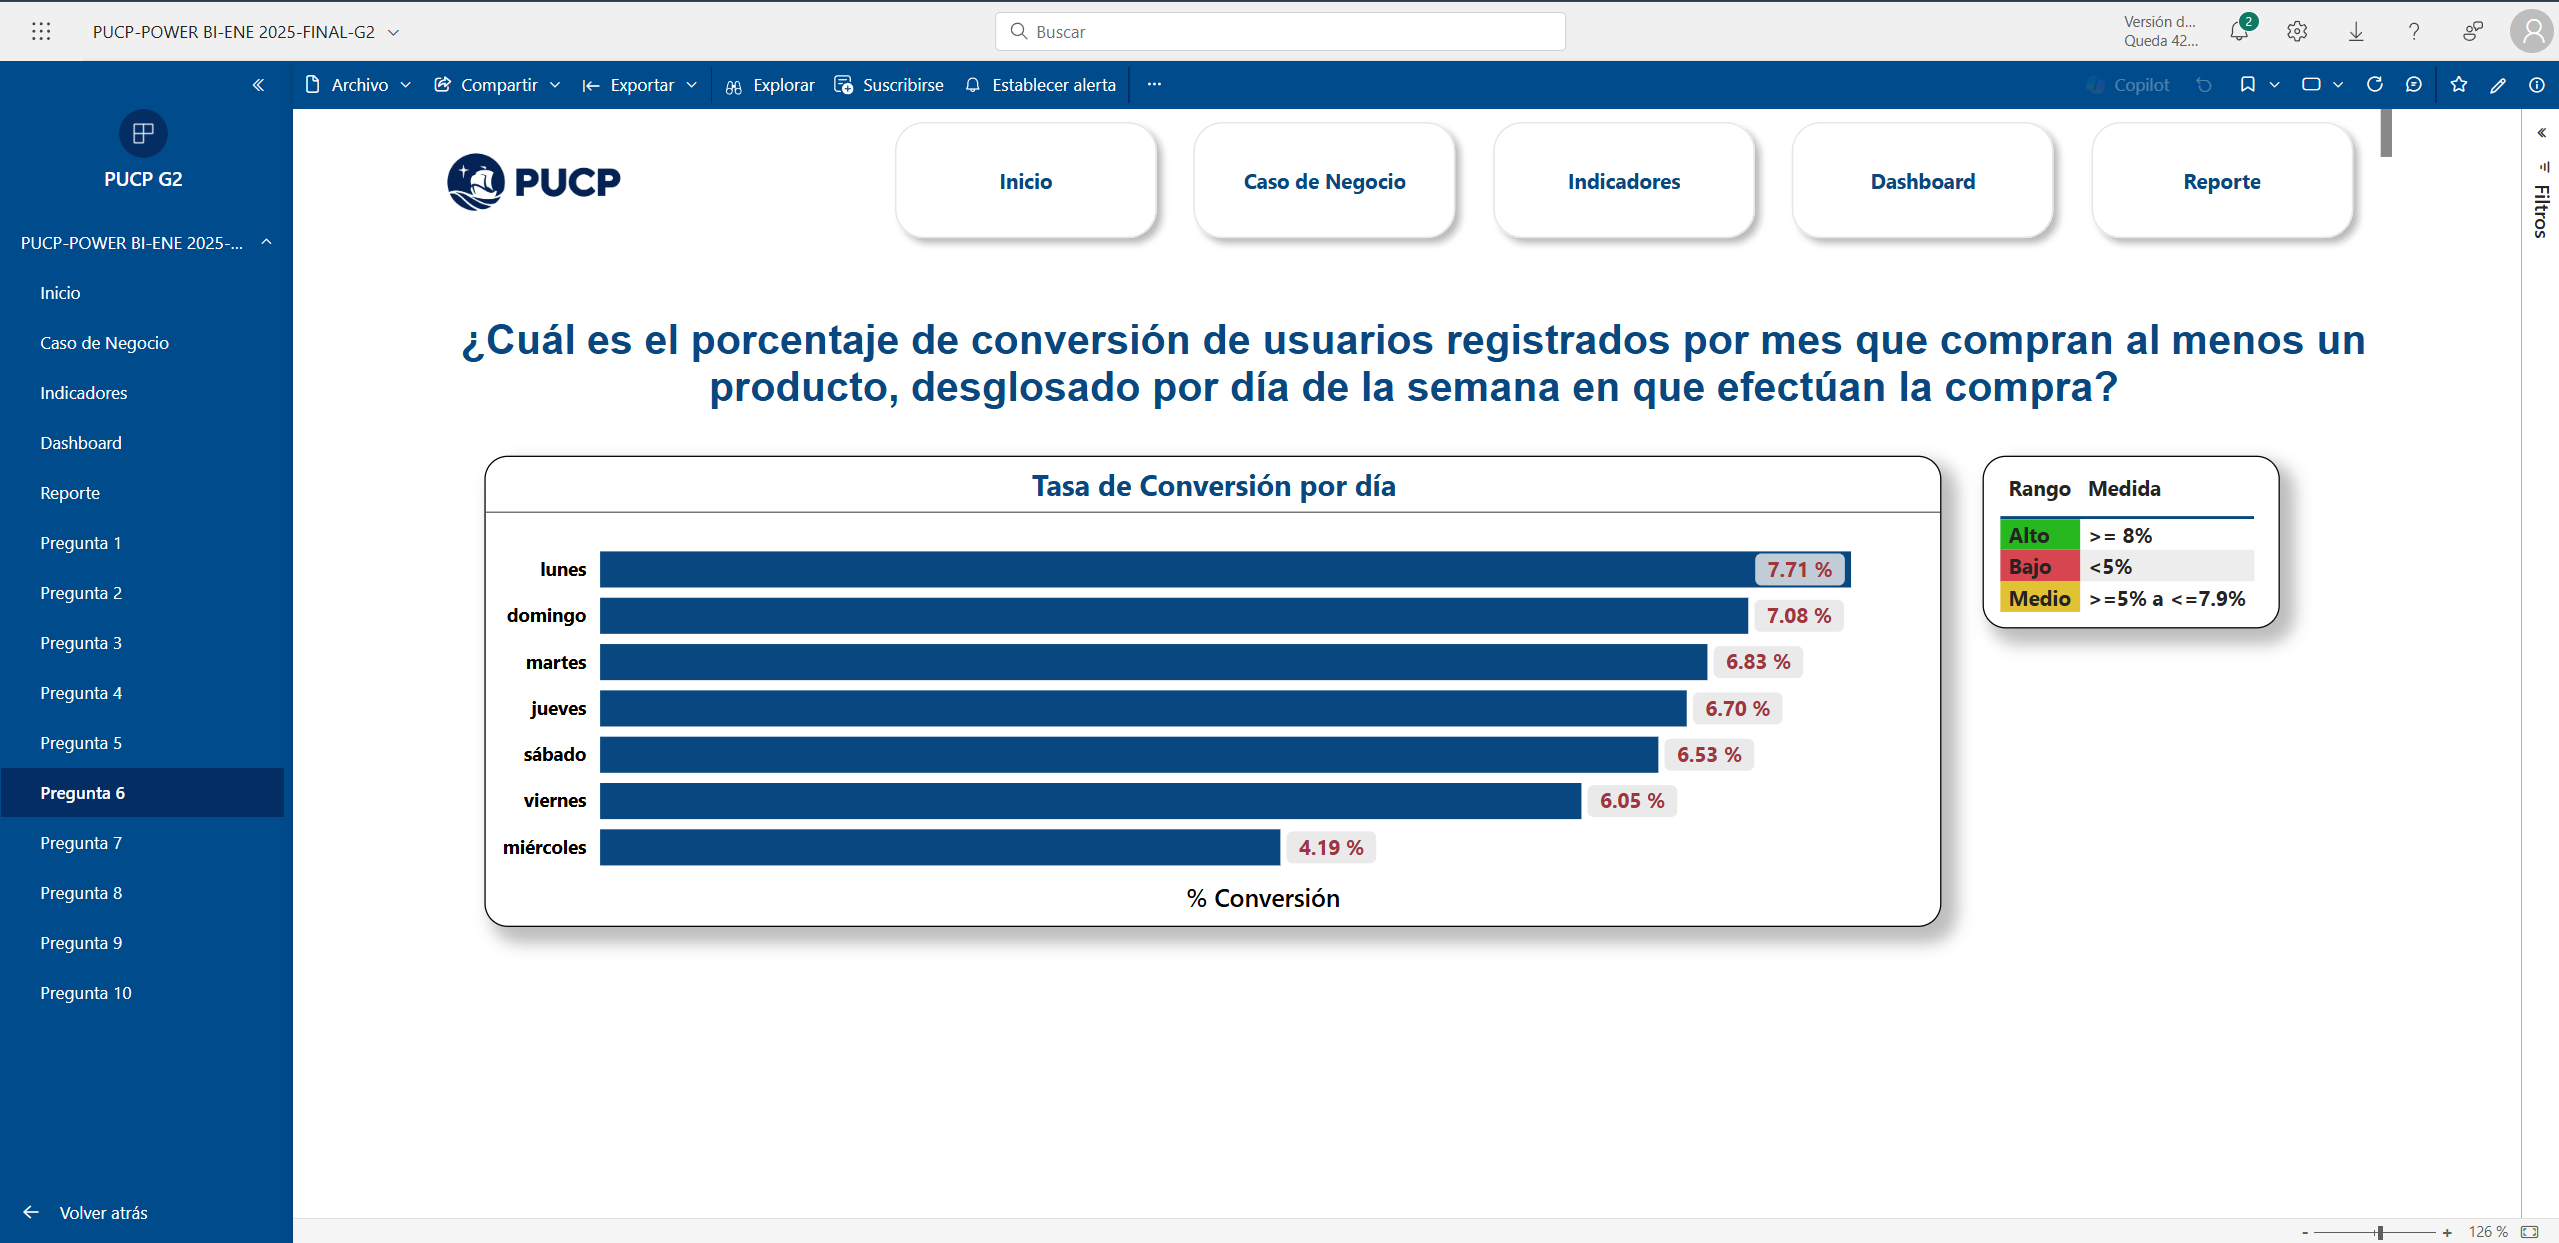 PUCP-POWER BI-ENE 2025-FINAL-G2
Buscar
Versión d...
Queda 42...
2
Archivo
Compartir
Exportar
Explorar
Suscribirse
Establecer alerta
...
Copilot
PUCP G2
PUCP-POWER BI-ENE 2025-...
Inicio
Caso de Negocio
Indicadores
Dashboard
Reporte
Pregunta 1
Pregunta 2
Pregunta 3
Pregunta 4
Pregunta 5
Pregunta 6
Pregunta 7
Pregunta 8
Pregunta 9
Pregunta 10
Volver atrás
PUCP
Inicio
Caso de Negocio
Indicadores
Dashboard
Reporte
Filtros
¿Cuál es el porcentaje de conversión de usuarios registrados por mes que compran al menos un
producto, desglosado por día de la semana en que efectúan la compra?
Tasa de Conversión por día
lunes 7.71 %
domingo 7.08 %
martes 6.83 %
jueves 6.70 %
sábado 6.53 %
viernes 6.05 %
miércoles 4.19 %
% Conversión
Rango Medida
Alto >= 8%
Bajo <5%
Medio >=5% a <=7.9%
- + 126 %